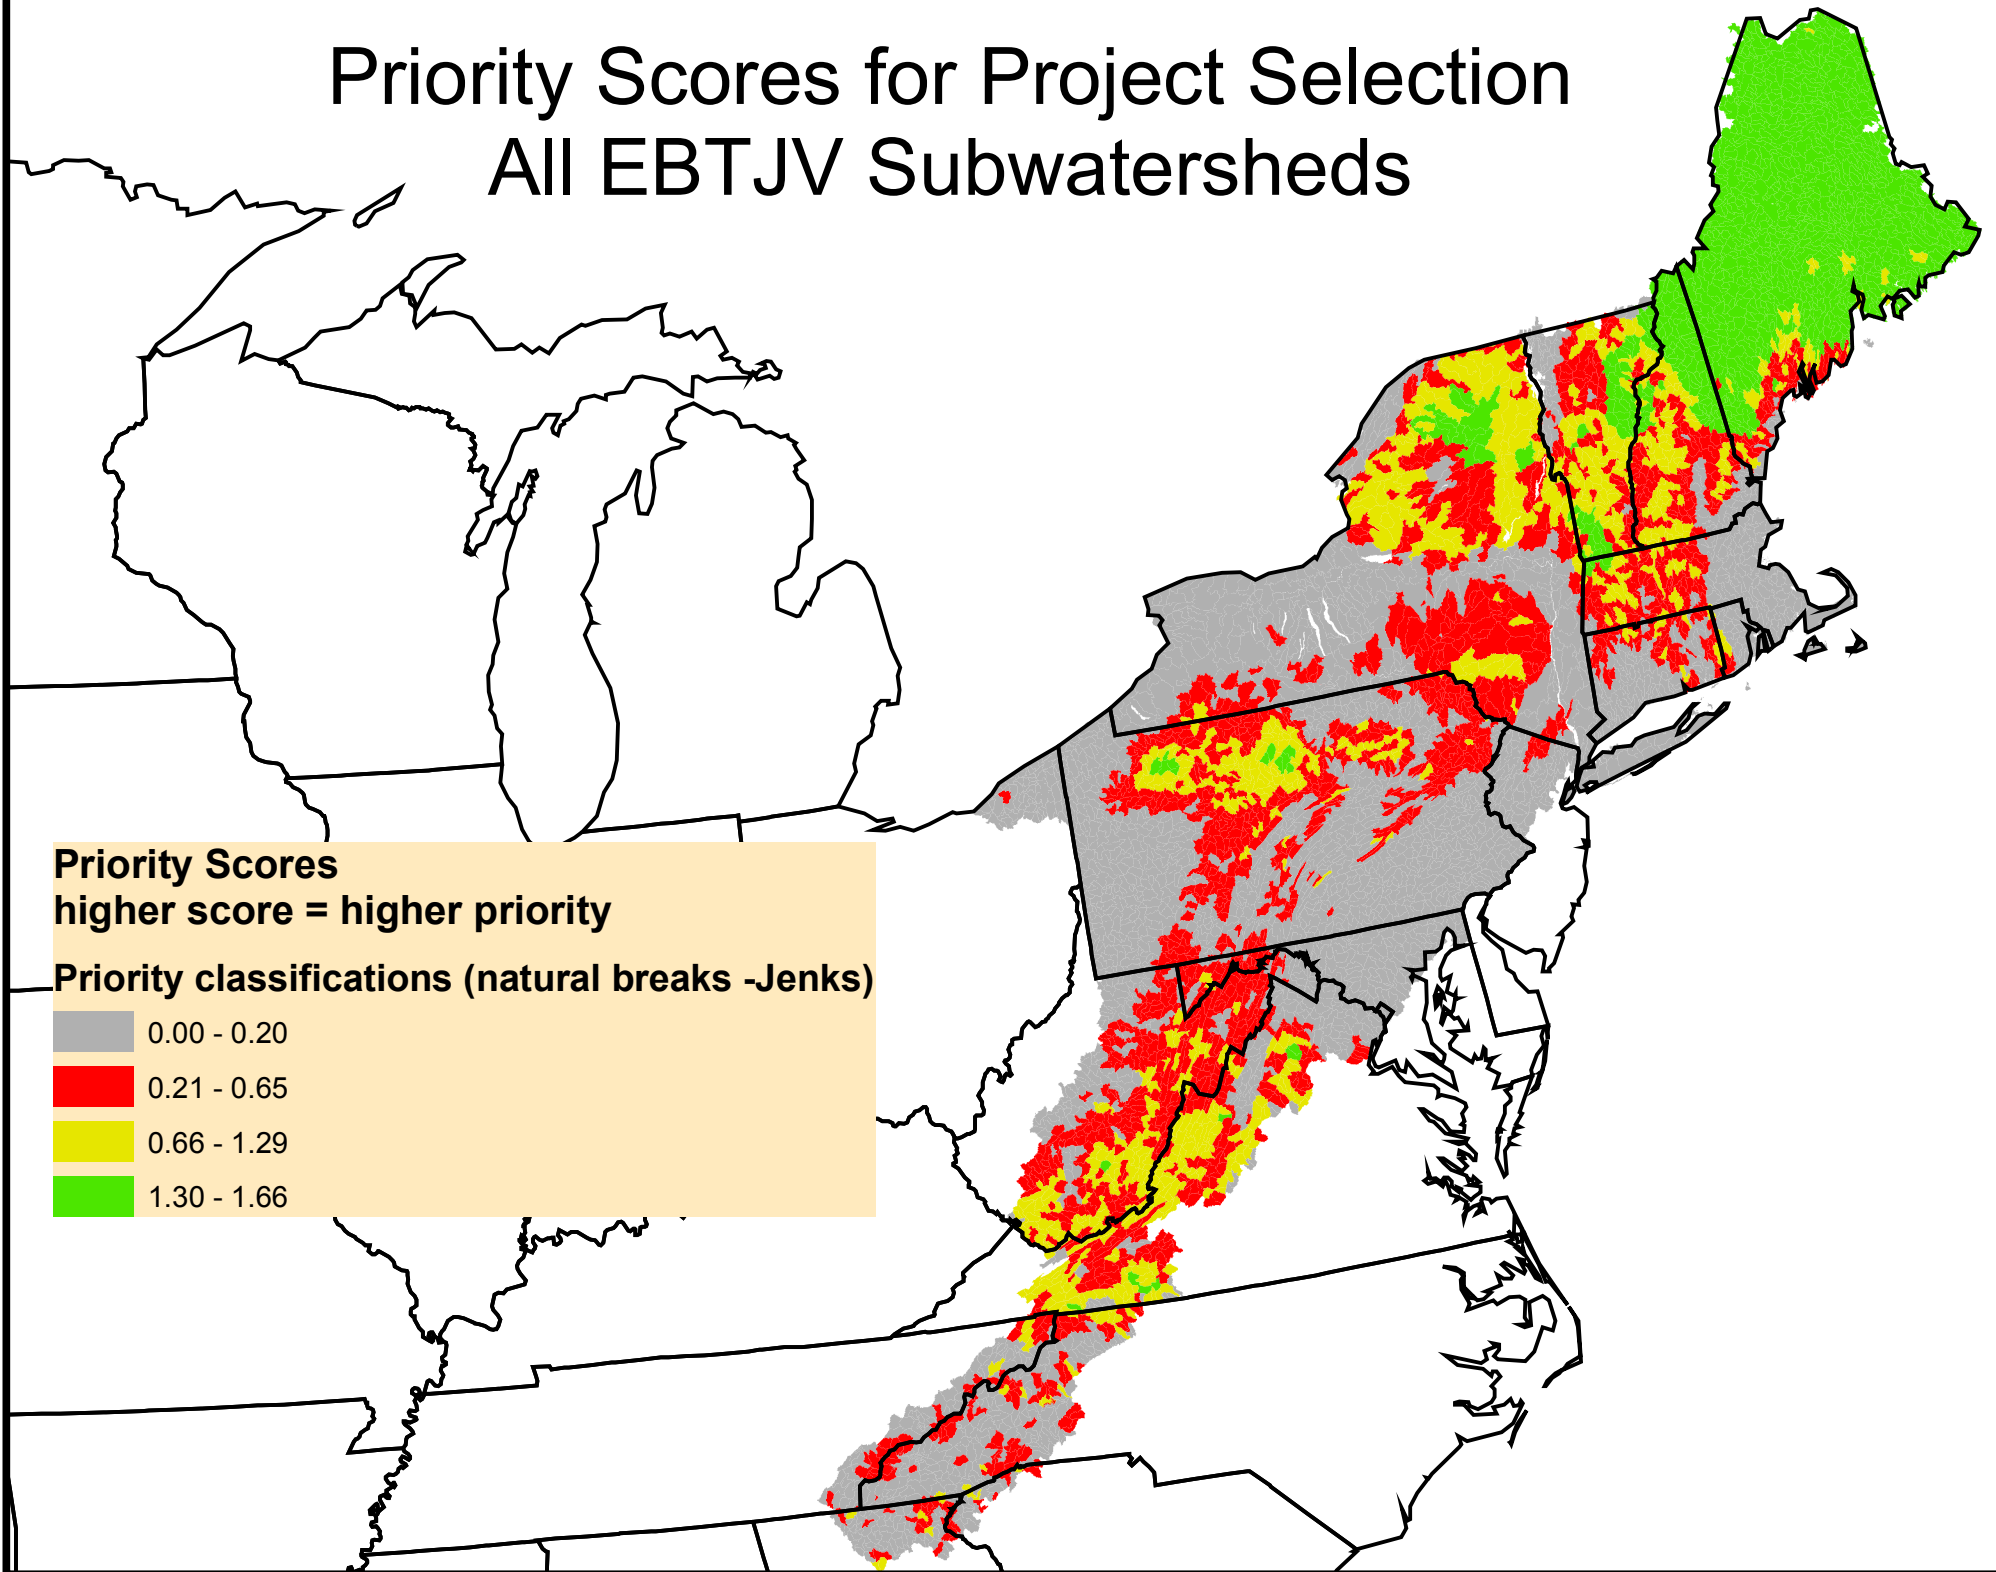 Priority Scores for Project Selection
All EBTJV Subwatersheds
Priority Scores
higher score = higher priority
Priority classifications (natural breaks -Jenks)
0.00 - 0.20
0.21 - 0.65
0.66 - 1.29
1.30 - 1.66